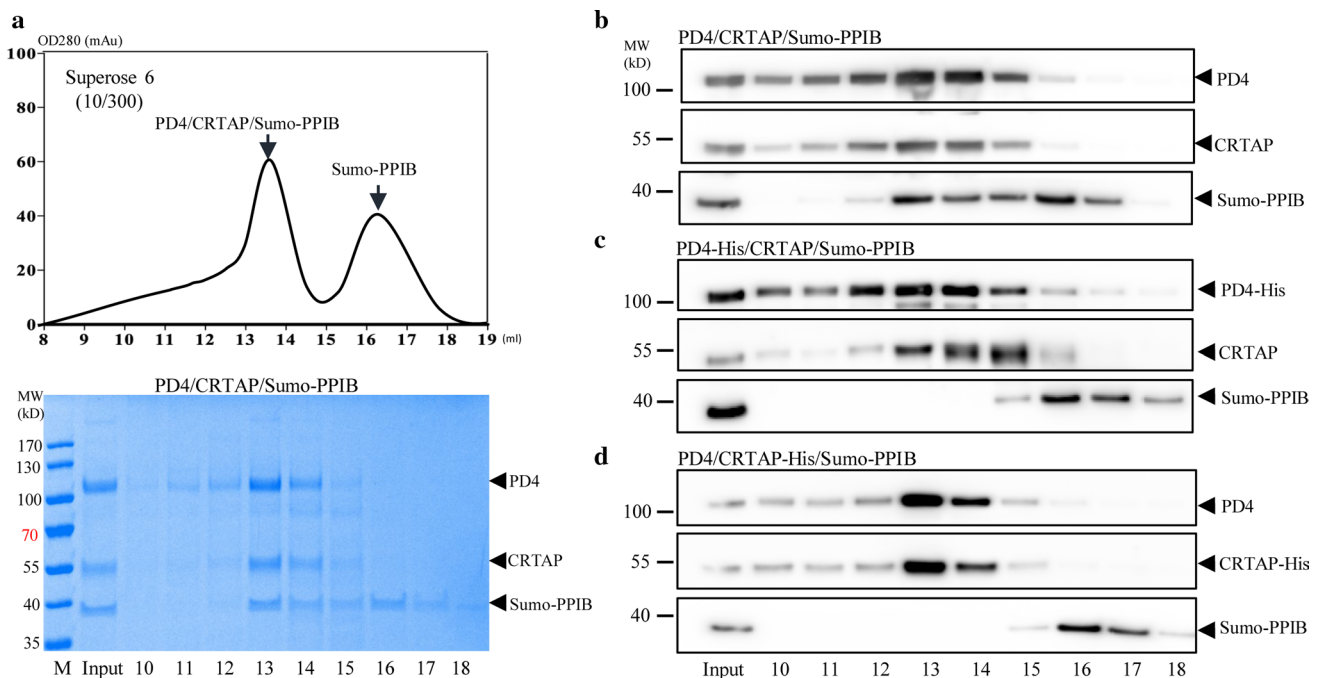 a
OD280 (mAu)
100
80
60
40
20
0
Superose 6
(10/300)
PD4/CRTAP/Sumo-PPIB
Sumo-PPIB
8 9 10 11 12 13 14 15 16 17 18 19 (ml)
PD4/CRTAP/Sumo-PPIB
MW
(kD)
170
130
100
70
55
40
35
PD4
CRTAP
Sumo-PPIB
M Input 10 11 12 13 14 15 16 17 18
b
PD4/CRTAP/Sumo-PPIB
MW
(kD)
100
PD4
55
CRTAP
40
Sumo-PPIB
c
PD4-His/CRTAP/Sumo-PPIB
100
PD4-His
55
CRTAP
40
Sumo-PPIB
d
PD4/CRTAP-His/Sumo-PPIB
100
PD4
55
CRTAP-His
40
Sumo-PPIB
Input 10 11 12 13 14 15 16 17 18